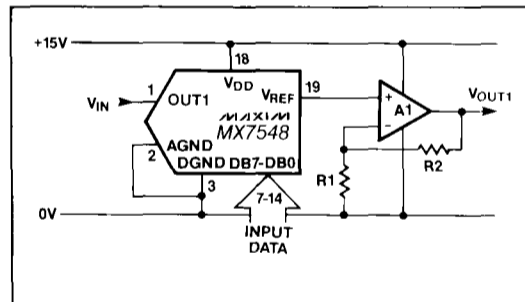 +15V
18
VDD
1
VIN
OUT1
19
VREF
MAXIM
MX7548
+
A1
−
VOUT1
AGND
2
DGND DB7-DB0
3
7-14
R1
R2
0V
INPUT
DATA